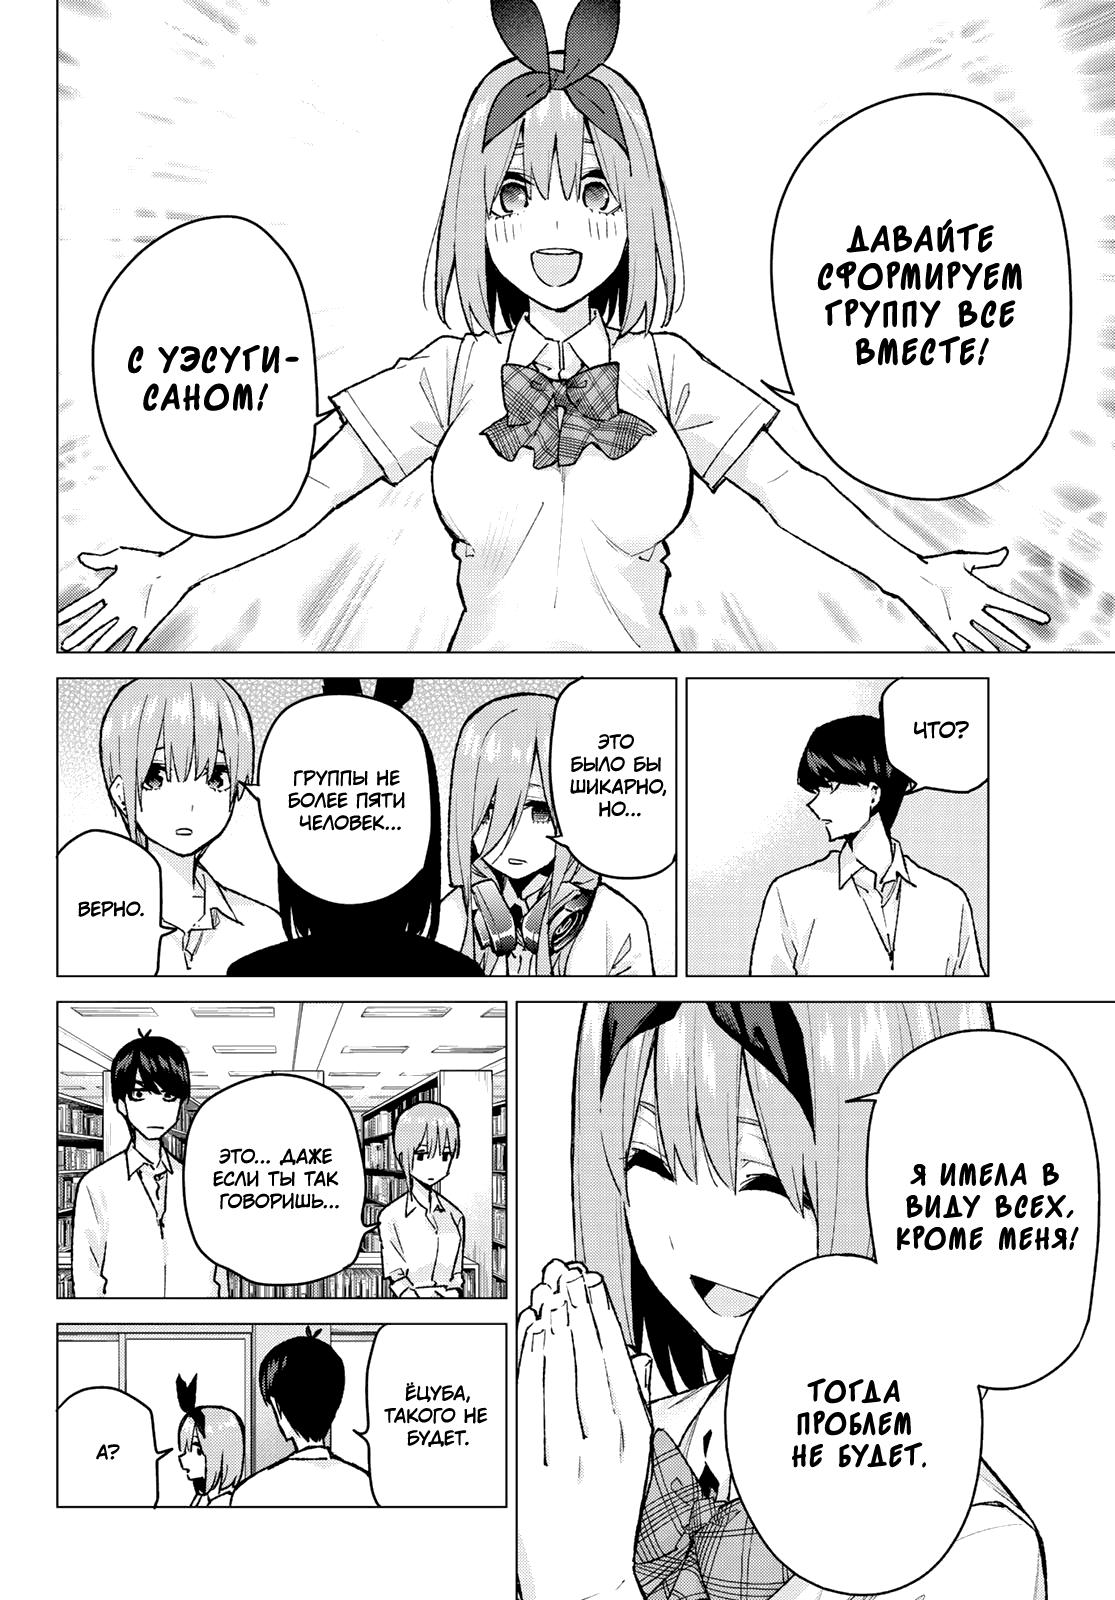 ДАВАЙТЕ
СФОРМИРУЕМ
ГРУППУ ВСЕ
ВМЕСТЕ!
С УЭСУГИ-
САНОМ!
ЧТО?
ЭТО
БЫЛО БЫ
ШИКАРНО,
НО...
ГРУППЫ НЕ
БОЛЕЕ ПЯТИ
ЧЕЛОВЕК...
ВЕРНО.
Я ИМЕЛА В
ВИДУ ВСЕХ,
КРОМЕ МЕНЯ!
ТОГДА
ПРОБЛЕМ
НЕ БУДЕТ.
ЭТО... ДАЖЕ
ЕСЛИ ТЫ ТАК
ГОВОРИШЬ...
ЁЦУБА,
ТАКОГО НЕ
БУДЕТ.
А?